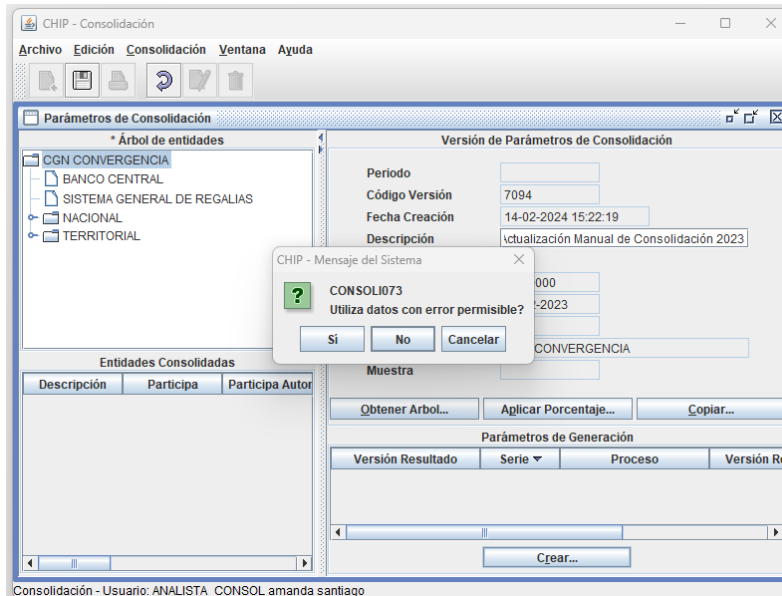 CHIP - Consolidación
Archivo Edición Consolidación Ventana Ayuda
Parámetros de Consolidación
* Árbol de entidades
CGN CONVERGENCIA
BANCO CENTRAL
SISTEMA GENERAL DE REGALIAS
NACIONAL
TERRITORIAL
Entidades Consolidadas
Descripción Participa Participa Autor
Versión de Parámetros de Consolidación
Periodo
Código Versión 7094
Fecha Creación 14-02-2024 15:22:19
Descripción Actualización Manual de Consolidación 2023
000
-2023
CONVERGENCIA
Muestra
Obtener Arbol... Aplicar Porcentaje... Copiar...
Parámetros de Generación
Versión Resultado Serie Proceso Versión R
Crear...
CHIP - Mensaje del Sistema
CONSOLI073
Utiliza datos con error permisible?
Sí No Cancelar
Consolidación - Usuario: ANALISTA_CONSOL amanda santiago